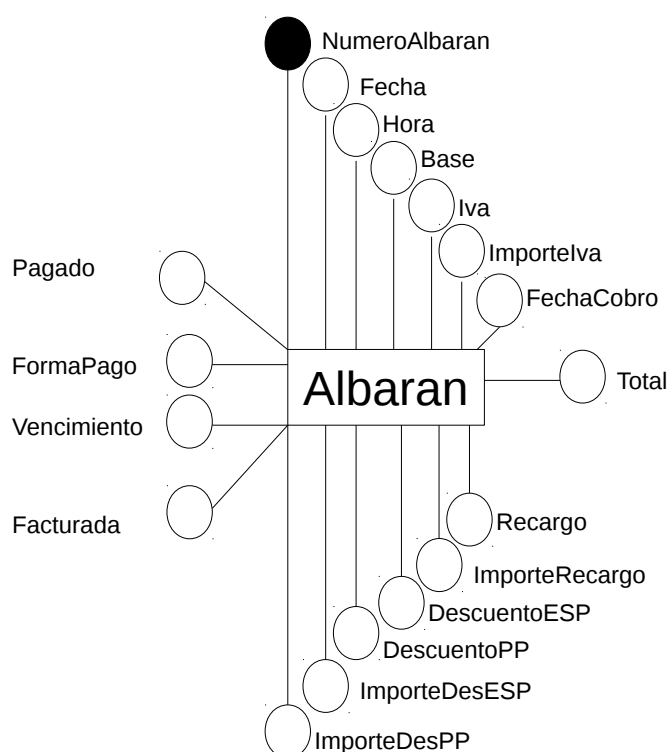 NumeroAlbaran
Fecha
Hora
Base
Iva
ImporteIva
Pagado
FechaCobro
FormaPago
Albaran
Total
Vencimiento
Facturada
Recargo
ImporteRecargo
DescuentoESP
DescuentoPP
ImporteDesESP
ImporteDesPP